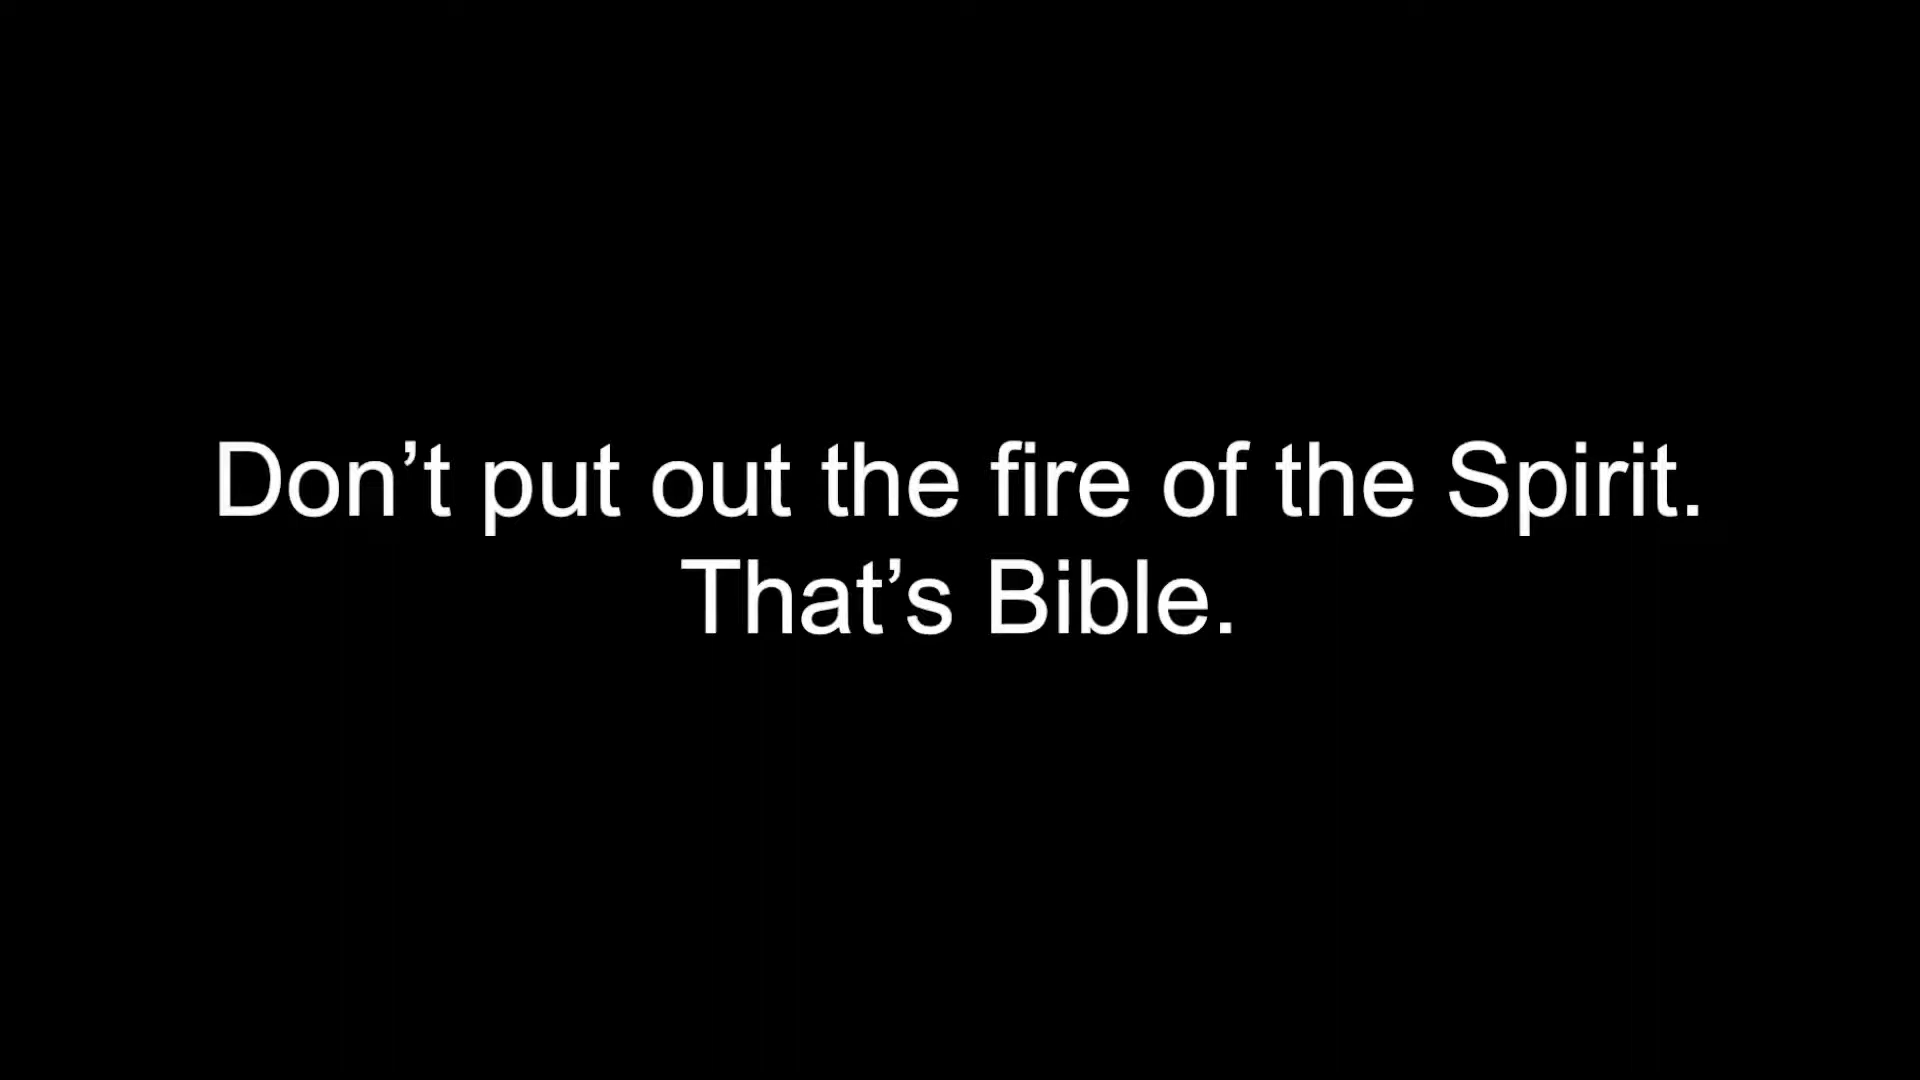 Don’t put out the fire of the Spirit.
That’s Bible.